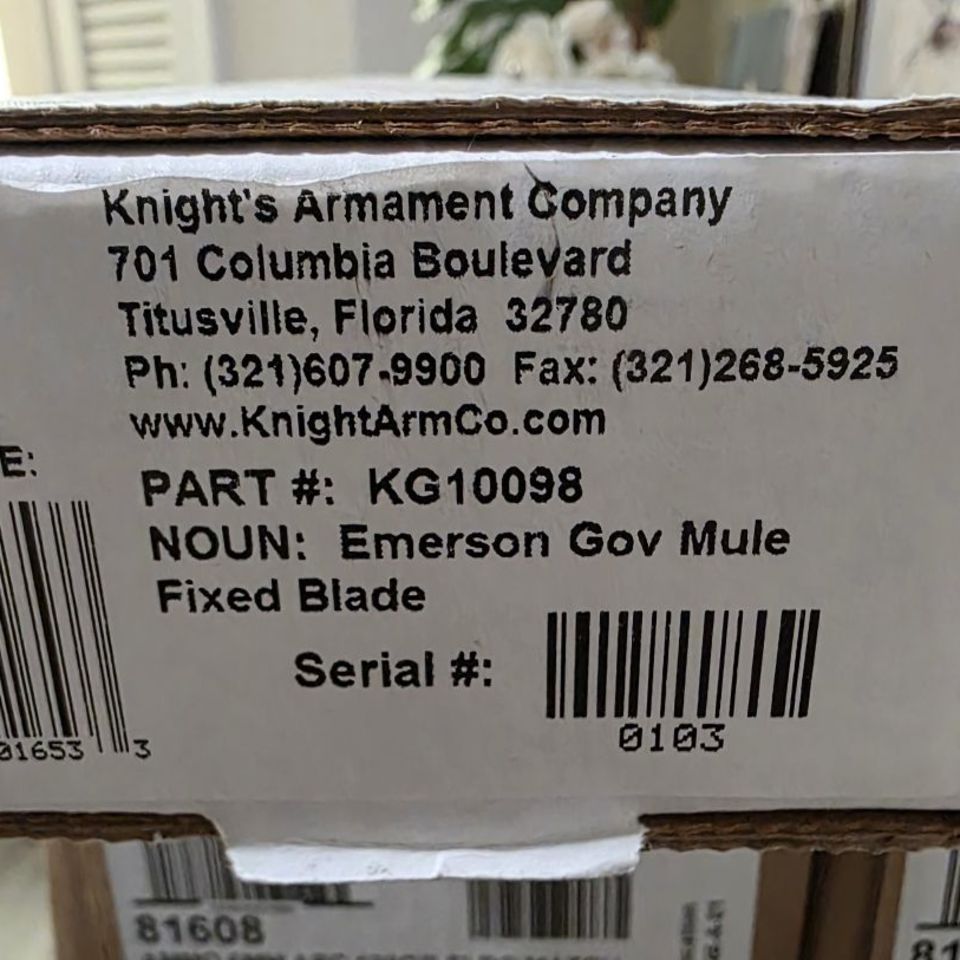 Knight's Armament Company
701 Columbia Boulevard
Titusville, Florida 32780
Ph: (321)607-9900 Fax: (321)268-5925
www.KnightArmCo.com
E:
PART #: KG10098
NOUN: Emerson Gov Mule
Fixed Blade
Serial #:
0103
01653 3
81608
81